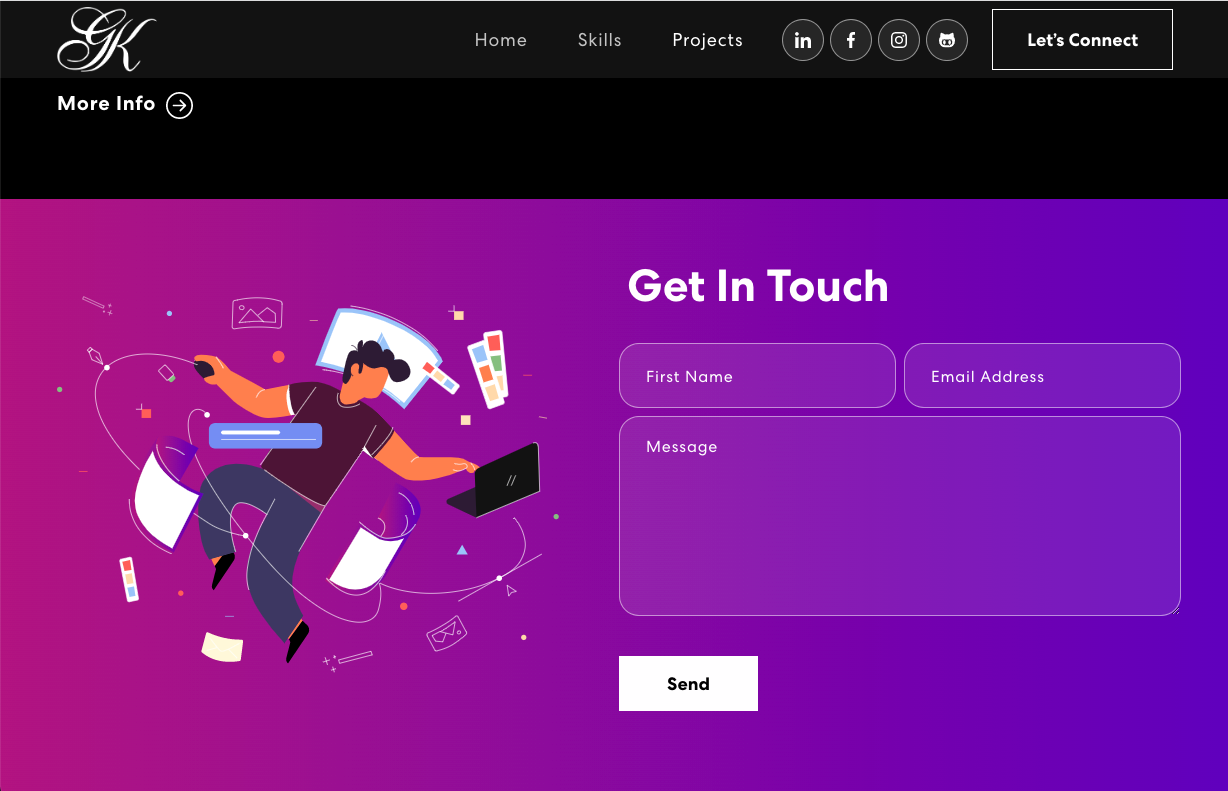 GK
Home Skills Projects in f Let's Connect
More Info
Get In Touch
First Name Email Address
Message
//
Send